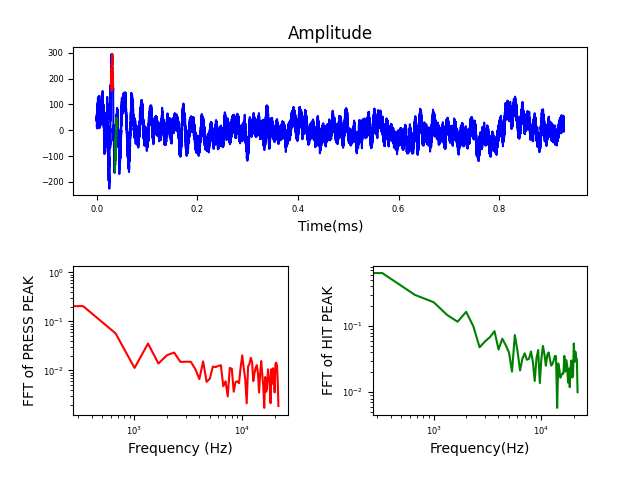 Amplitude
300
200
100
0
−100
−200
0.0 0.2 0.4 0.6 0.8
Time(ms)
FFT of PRESS PEAK
10⁰
10⁻¹
10⁻²
10³ 10⁴
Frequency (Hz)
FFT of HIT PEAK
10⁻¹
10⁻²
10³ 10⁴
Frequency(Hz)